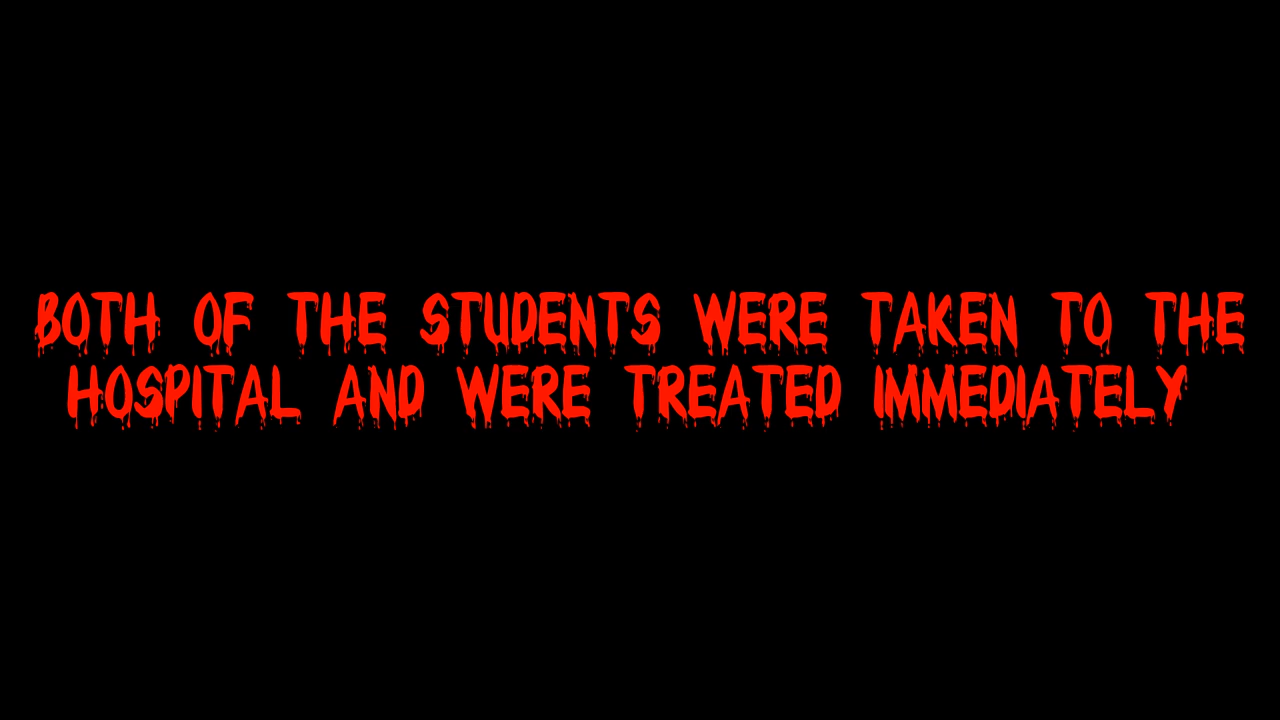 BOTH OF THE STUDENTS WERE TAKEN TO THE
HOSPITAL AND WERE TREATED IMMEDIATELY